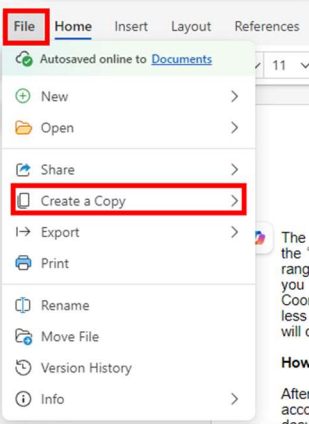 File Home Insert Layout References
Autosaved online to Documents
11
New
Open
Share
Create a Copy
Export
Print
Rename
Move File
Version History
Info
The
the
rang
you
Coor
less
will
How
After
acco